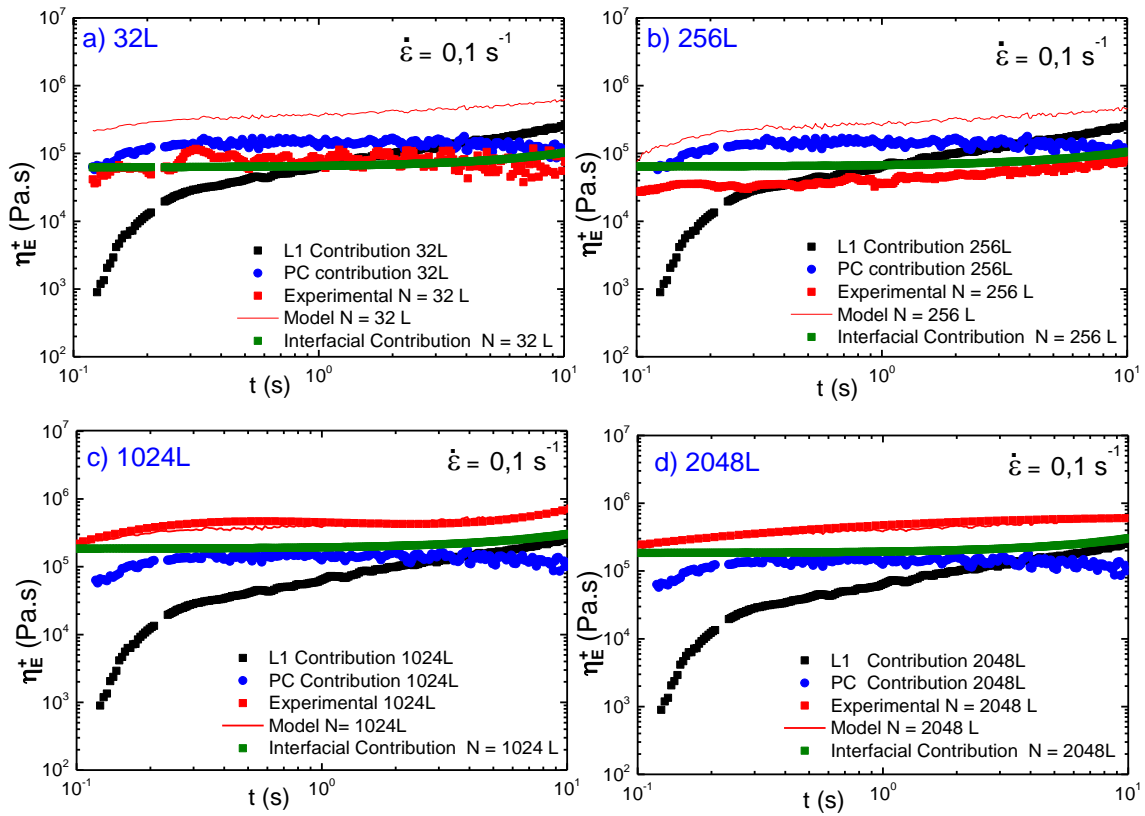 a) 32L
ε̇ = 0,1 s⁻¹
10⁷
10⁶
10⁵
10⁴
10³
10²
η⁺E (Pa.s)
L1 Contribution 32L
PC contribution 32L
Experimental N = 32 L
Model N = 32 L
Interfacial Contribution N = 32 L
10⁻¹ 10⁰ 10¹
t (s)
b) 256L
ε̇ = 0,1 s⁻¹
10⁷
10⁶
10⁵
10⁴
10³
10²
η⁺E (Pa.s)
L1 Contribution 256L
PC contribution 256L
Experimental N = 256 L
Model N = 256 L
Interfacial Contribution N = 256 L
10⁻¹ 10⁰ 10¹
t (s)
c) 1024L
ε̇ = 0,1 s⁻¹
10⁷
10⁶
10⁵
10⁴
10³
10²
η⁺E (Pa.s)
L1 Contribution 1024L
PC Contribution 1024L
Experimental 1024L
Model N= 1024L
Interfacial Contribution N = 1024 L
10⁻¹ 10⁰ 10¹
t (s)
d) 2048L
ε̇ = 0,1 s⁻¹
10⁷
10⁶
10⁵
10⁴
10³
10²
η⁺E (Pa.s)
L1 Contribution 2048L
PC Contribution 2048L
Experimental N = 2048 L
Model N = 2048 L
Interfacial Contribution N = 2048L
10⁻¹ 10⁰ 10¹
t (s)